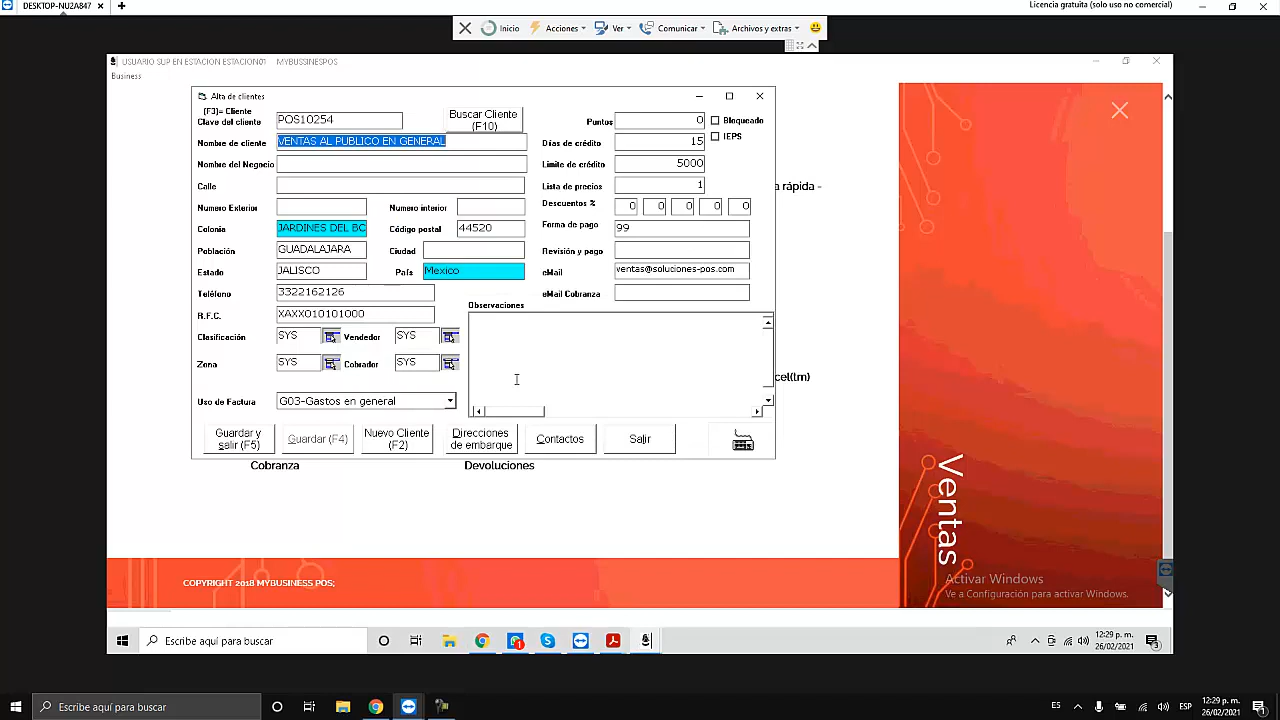 DESKTOP-NU2A847 × +
Licencia gratuita (solo uso no comercial)
Inicio Acciones Ver Comunicar Archivos y extras
USUARIO SUP EN ESTACION ESTACION01 MYBUSSINESPOS
Business
Alta de clientes
(F3)= Cliente
Clave del cliente POS10254
Buscar Cliente
(F10)
Puntos 0 Bloqueado
Nombre de cliente VENTAS AL PUBLICO EN GENERAL
Días de crédito 15 IEPS
Nombre del Negocio
Límite de crédito 5000
Calle
Lista de precios 1
a rápida -
Numero Exterior Numero interior
Descuentos % 0 0 0 0 0
Colonia JARDINES DEL BO Código postal 44520
Forma de pago 99
Población GUADALAJARA Ciudad
Revisión y pago
Estado JALISCO País Mexico
eMail ventas@soluciones-pos.com
Teléfono 3322162126
eMail Cobranza
R.F.C. XAXX010101000
Observaciones
Clasificación SYS Vendedor SYS
Zona SYS Cobrador SYS
cel(tm)
Uso de Factura G03-Gastos en general
Guardar y
salir (F5)
Guardar (F4)
Nuevo Cliente
(F2)
Direcciones
de embarque
Contactos
Salir
Cobranza Devoluciones
Ventas
COPYRIGHT 2018 MYBUSINESS POS;
Activar Windows
Ve a Configuración para activar Windows.
Escribe aquí para buscar
1
12:29 p. m.
26/02/2021
3
Escribe aquí para buscar
ES
ESP
12:29 p. m.
26/02/2021
1